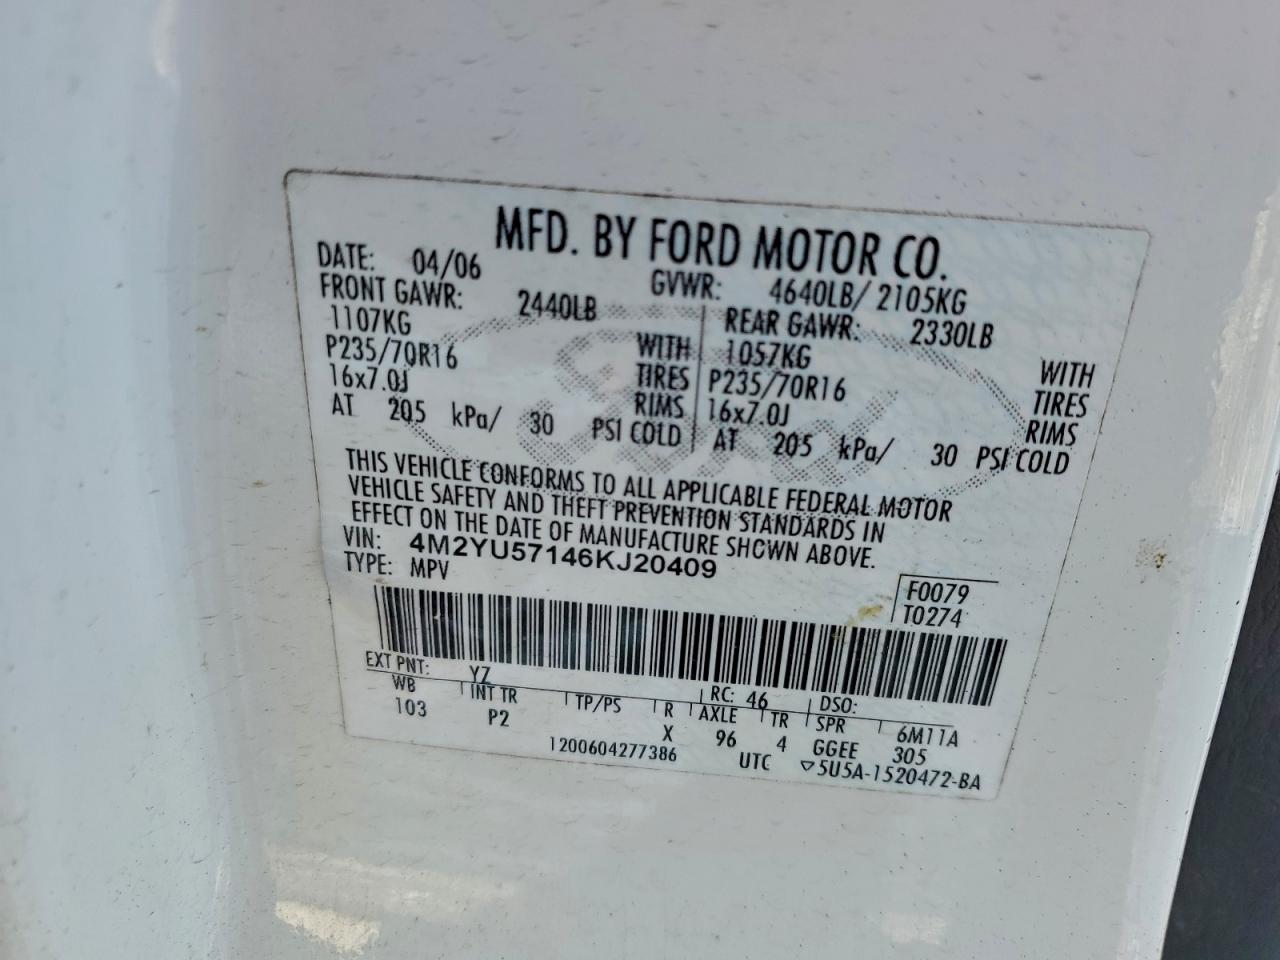 MFD. BY FORD MOTOR CO.
DATE: 04/06 GVWR: 4640LB/ 2105KG
FRONT GAWR: 2440LB REAR GAWR: 2330LB
1107KG WITH 1057KG WITH
P235/70R16 TIRES P235/70R16 TIRES
16x7.0J RIMS 16x7.0J RIMS
AT 205 kPa/ 30 PSI COLD AT 205 kPa/ 30 PSI COLD
THIS VEHICLE CONFORMS TO ALL APPLICABLE FEDERAL MOTOR
VEHICLE SAFETY AND THEFT PREVENTION STANDARDS IN
EFFECT ON THE DATE OF MANUFACTURE SHOWN ABOVE.
VIN: 4M2YU57146KJ20409
TYPE: MPV
F0079
T0274
EXT PNT: YZ RC: 46 DSO:
WB INT TR TP/PS R AXLE TR SPR 6M11A
103 P2 X 96 4 GGEE 305
1200604277386 UTC ▽5U5A-1520472-BA
Ford